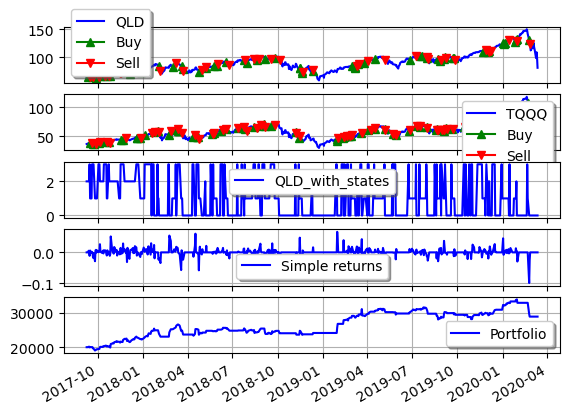 150
100
QLD
Buy
Sell
100
50
TQQQ
Buy
Sell
2
0
QLD_with_states
0.0
−0.1
Simple returns
30000
20000
Portfolio
2017-10 2018-01 2018-04 2018-07 2018-10 2019-01 2019-04 2019-07 2019-10 2020-01 2020-04